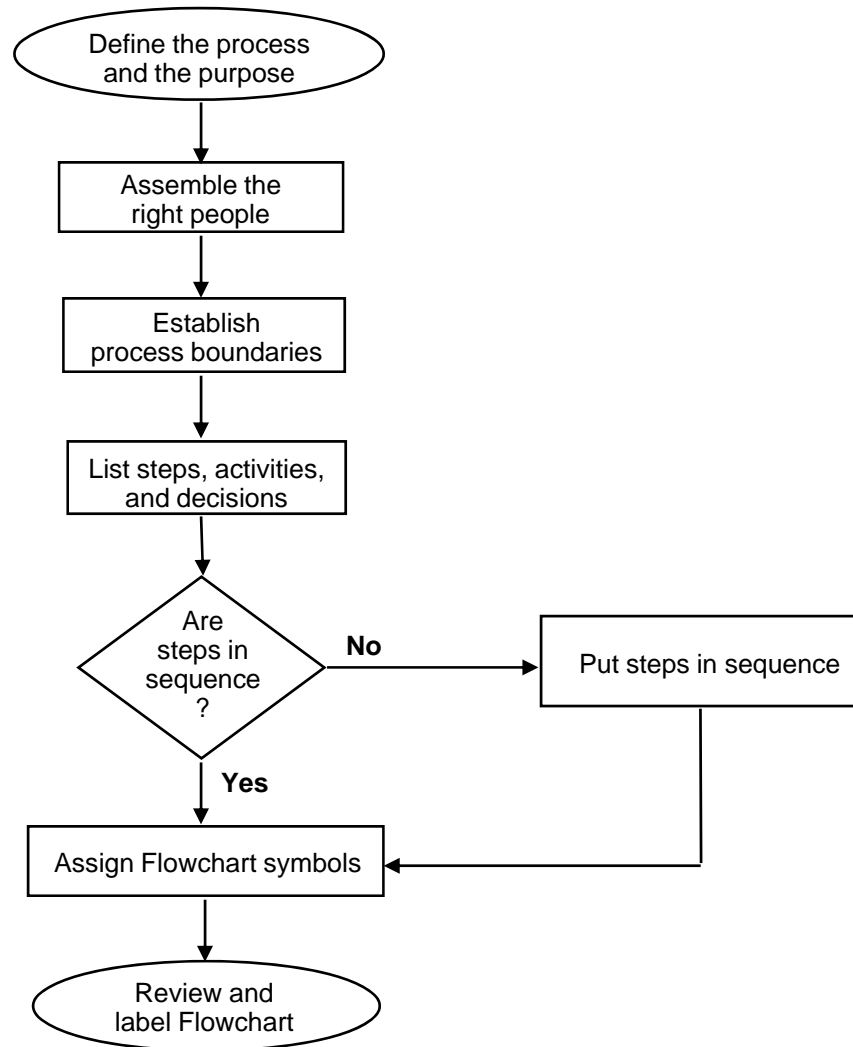 Define the process
and the purpose
Assemble the
right people
Establish
process boundaries
List steps, activities,
and decisions
Are
steps in
sequence
?
No
Put steps in sequence
Yes
Assign Flowchart symbols
Review and
label Flowchart